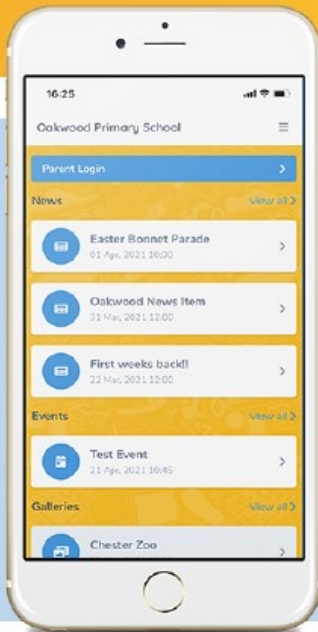 16:25
Oakwood Primary School
Parent Login
News
View all
Easter Bonnet Parade
01 Apr, 2021 10:00
Oakwood News Item
31 Mar, 2021 12:00
First weeks back!!
22 Mar, 2021 12:00
Events
View all
Test Event
21 Apr, 2021 10:45
Galleries
View all
Chester Zoo